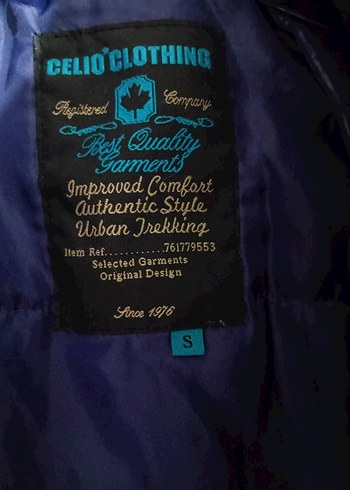 CELIO*CLOTHING
Registered Company
Best Quality
Garments
Improved Comfort
Authentic Style
Urban Trekking
Item Ref............761779553
Selected Garments
Original Design
Since 1976
S